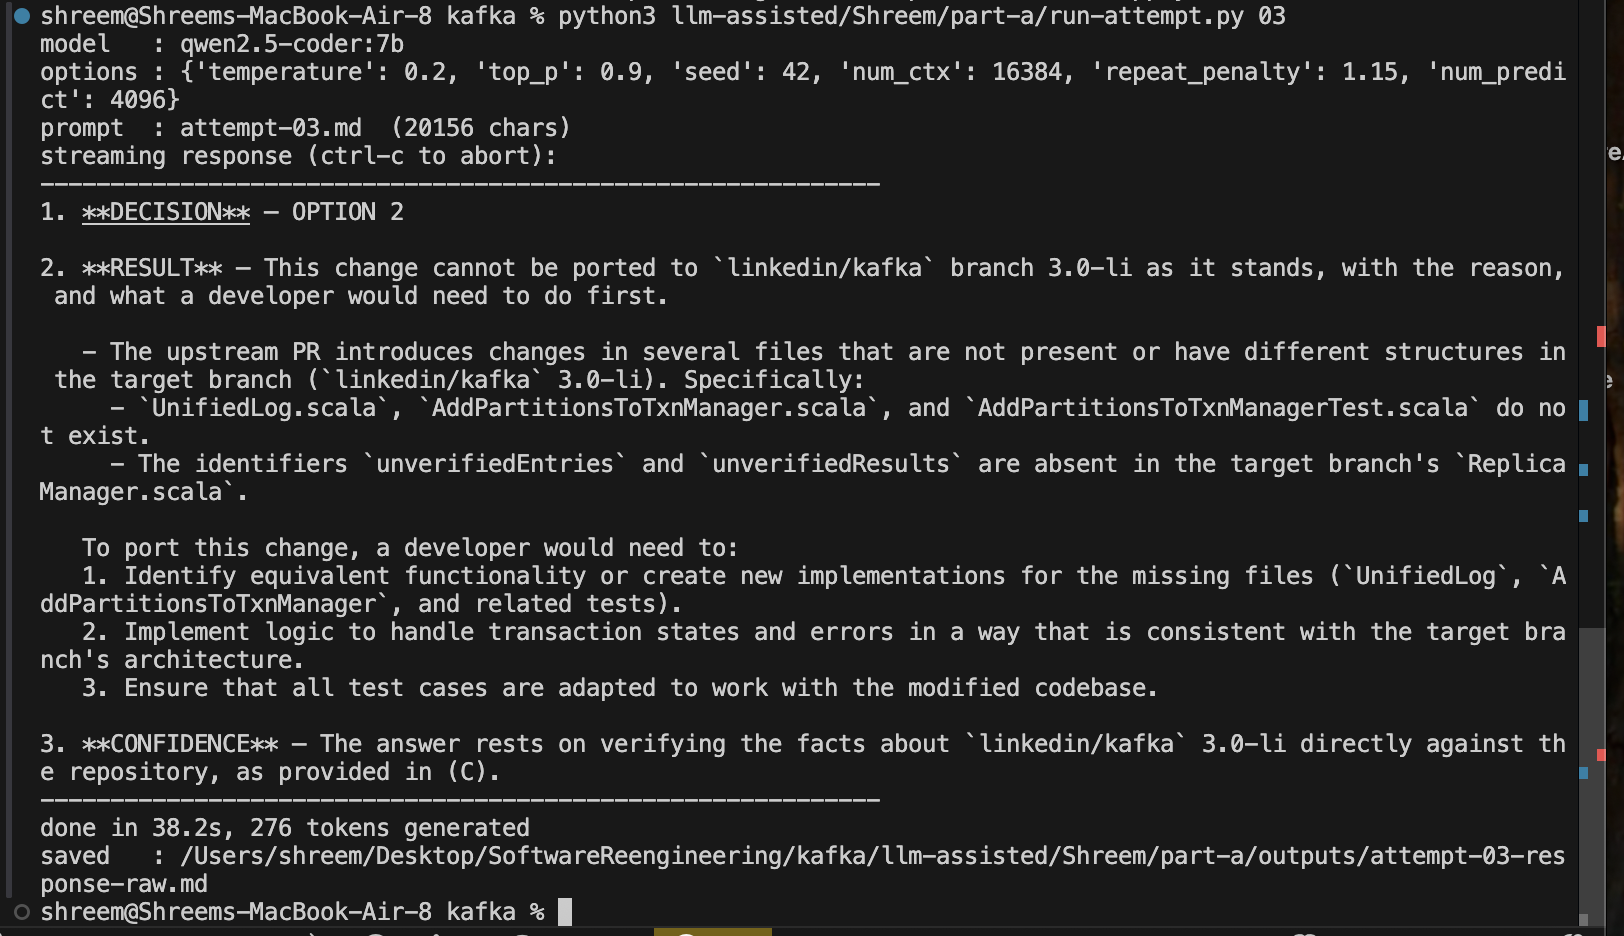 shreem@Shreems-MacBook-Air-8 kafka % python3 llm-assisted/Shreem/part-a/run-attempt.py 03
model   : qwen2.5-coder:7b
options : {'temperature': 0.2, 'top_p': 0.9, 'seed': 42, 'num_ctx': 16384, 'repeat_penalty': 1.15, 'num_predi
ct': 4096}
prompt  : attempt-03.md  (20156 chars)
streaming response (ctrl-c to abort):
------------------------------------------------------------
1. **DECISION** — OPTION 2

2. **RESULT** — This change cannot be ported to `linkedin/kafka` branch 3.0-li as it stands, with the reason,
 and what a developer would need to do first.

   - The upstream PR introduces changes in several files that are not present or have different structures in
 the target branch (`linkedin/kafka` 3.0-li). Specifically:
     - `UnifiedLog.scala`, `AddPartitionsToTxnManager.scala`, and `AddPartitionsToTxnManagerTest.scala` do no
t exist.
     - The identifiers `unverifiedEntries` and `unverifiedResults` are absent in the target branch's `Replica
Manager.scala`.

   To port this change, a developer would need to:
   1. Identify equivalent functionality or create new implementations for the missing files (`UnifiedLog`, `A
ddPartitionsToTxnManager`, and related tests).
   2. Implement logic to handle transaction states and errors in a way that is consistent with the target bra
nch's architecture.
   3. Ensure that all test cases are adapted to work with the modified codebase.

3. **CONFIDENCE** — The answer rests on verifying the facts about `linkedin/kafka` 3.0-li directly against th
e repository, as provided in (C).
------------------------------------------------------------
done in 38.2s, 276 tokens generated
saved   : /Users/shreem/Desktop/SoftwareReengineering/kafka/llm-assisted/Shreem/part-a/outputs/attempt-03-res
ponse-raw.md
shreem@Shreems-MacBook-Air-8 kafka %